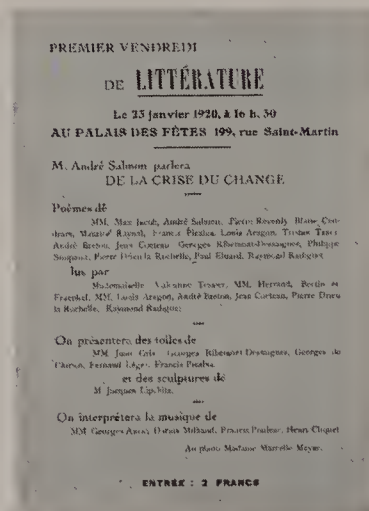 PREMIER VENDREDI
DE LITTÉRATURE
Le 23 janvier 1920, à 16 h. 30
AU PALAIS DES FÊTES 199, rue Saint-Martin
M. André Salmon parlera
DE LA CRISE DU CHANGE
Poèmes de
MM. Max Jacob, André Salmon, Pierre Reverdy, Blaise Cen-
drars, Maurice Raynal, Francis Picabia, Louis Aragon, Tristan Tzara,
André Breton, Jean Cocteau, Georges Ribemont-Dessaignes, Philippe
Soupault, Pierre Drieu la Rochelle, Paul Eluard, Raymond Radiguet
lus par
Mademoiselle Valentine Tessier, MM. Herrand, Bertin et
Fraenkel, MM. Louis Aragon, André Breton, Jean Cocteau, Pierre Drieu
la Rochelle, Raymond Radiguet
On présentera des toiles de
MM. Juan Gris, Georges Ribemont-Dessaignes, Georges de
Chirico, Fernand Léger, Francis Picabia
et des sculptures de
M. Jacques Lipchitz
On interprétera la musique de
MM. Georges Auric, Darius Milhaud, Francis Poulenc, Henri Cliquet
Au piano Madame Marcelle Meyer.
ENTRÉE : 2 FRANCS